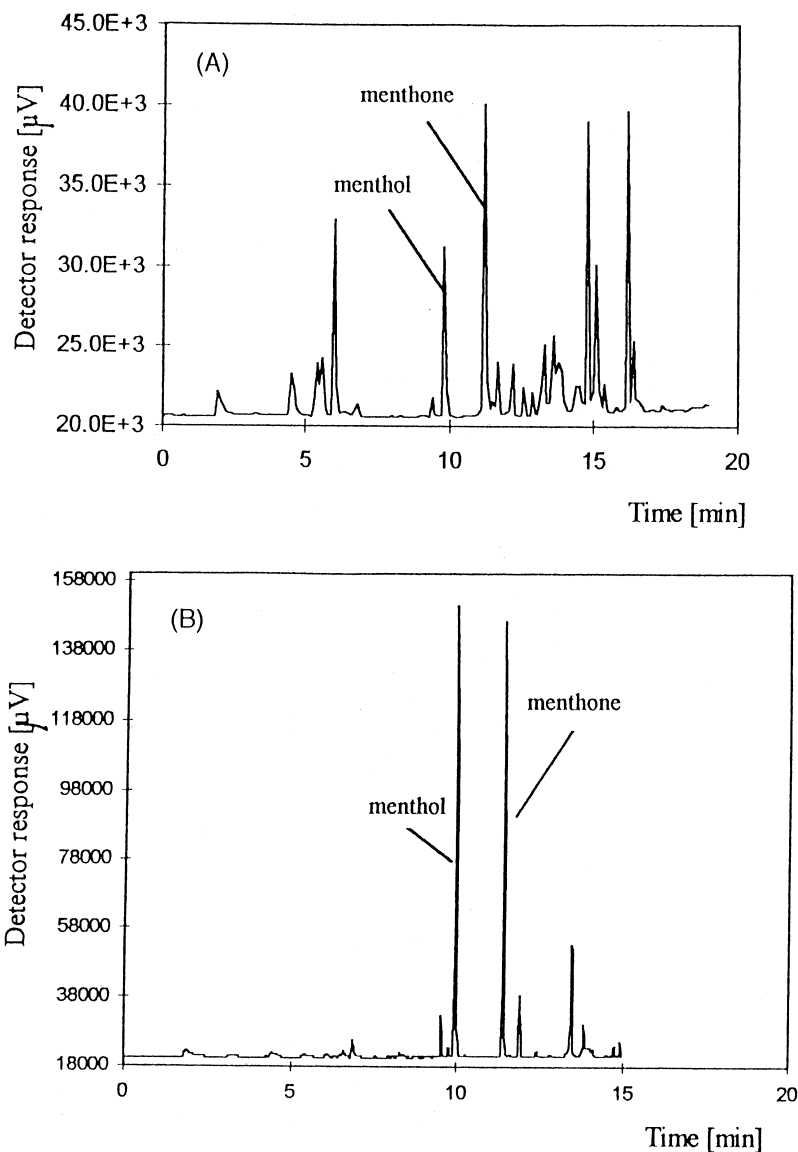 45.0E+3
(A)
40.0E+3
menthone
35.0E+3
menthol
30.0E+3
25.0E+3
20.0E+3
Detector response [µV]
0 5 10 15 20
Time [min]
158000
(B)
138000
118000
menthone
98000
menthol
78000
58000
38000
18000
Detector response [µV]
0 5 10 15 20
Time [min]